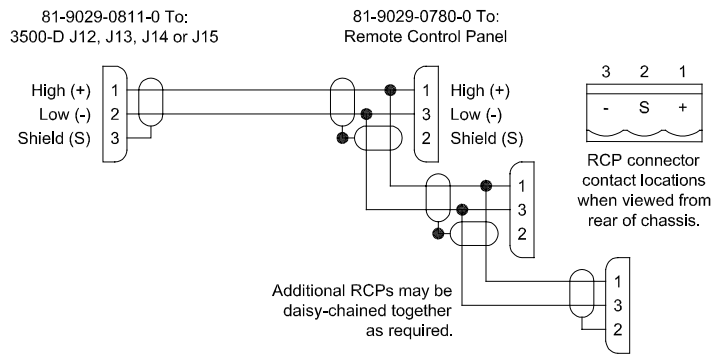 81-9029-0811-0 To:
3500-D J12, J13, J14 or J15
81-9029-0780-0 To:
Remote Control Panel
High (+) 1
Low (-) 2
Shield (S) 3
1 High (+)
3 Low (-)
2 Shield (S)
3 2 1
- S +
RCP connector
contact locations
when viewed from
rear of chassis.
1
3
2
Additional RCPs may be
daisy-chained together
as required.
1
3
2